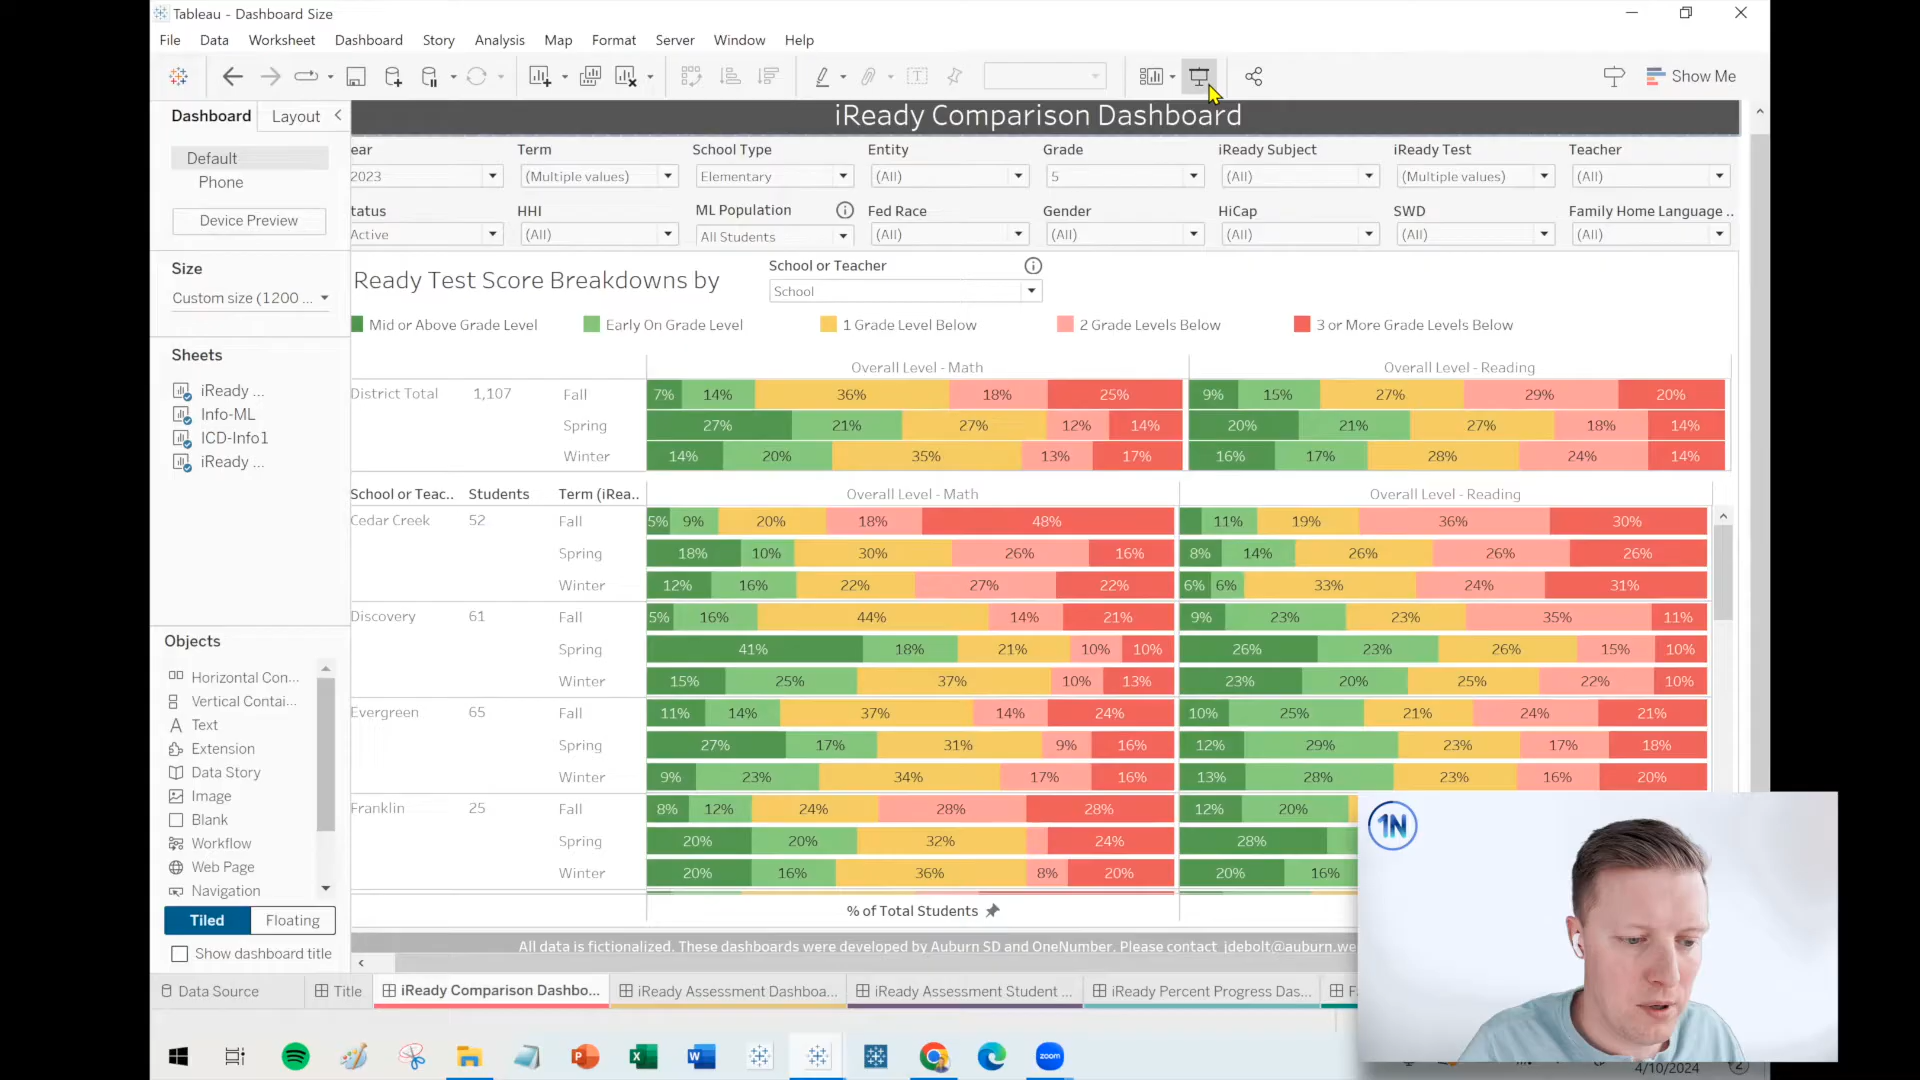 Tableau - Dashboard Size
File Data Worksheet Dashboard Story Analysis Map Format Server Window Help
Show Me
Dashboard Layout
Default
Phone
Device Preview
Size
Custom size (1200 ...
Sheets
iReady ...
Info-ML
ICD-Info1
iReady ...
Objects
Horizontal Con...
Vertical Contai...
Text
Extension
Data Story
Image
Blank
Workflow
Web Page
Navigation
Tiled Floating
Show dashboard title
iReady Comparison Dashboard
ear Term School Type Entity Grade iReady Subject iReady Test Teacher
2023 (Multiple values) Elementary (All) 5 (All) (Multiple values) (All)
tatus HHI ML Population Fed Race Gender HiCap SWD Family Home Language ..
Active (All) All Students (All) (All) (All) (All) (All)
Ready Test Score Breakdowns by
School or Teacher
School
Mid or Above Grade Level Early On Grade Level 1 Grade Level Below 2 Grade Levels Below 3 or More Grade Levels Below
Overall Level - Math Overall Level - Reading
District Total 1,107 Fall 7% 14% 36% 18% 25% 9% 15% 27% 29% 20%
Spring 27% 21% 27% 12% 14% 20% 21% 27% 18% 14%
Winter 14% 20% 35% 13% 17% 16% 17% 28% 24% 14%
School or Teac.. Students Term (iRea.. Overall Level - Math Overall Level - Reading
Cedar Creek 52 Fall 5% 9% 20% 18% 48% 11% 19% 36% 30%
Spring 18% 10% 30% 26% 16% 8% 14% 26% 26% 26%
Winter 12% 16% 22% 27% 22% 6% 6% 33% 24% 31%
Discovery 61 Fall 5% 16% 44% 14% 21% 9% 23% 23% 35% 11%
Spring 41% 18% 21% 10% 10% 26% 23% 26% 15% 10%
Winter 15% 25% 37% 10% 13% 23% 20% 25% 22% 10%
Evergreen 65 Fall 11% 14% 37% 14% 24% 10% 25% 21% 24% 21%
Spring 27% 17% 31% 9% 16% 12% 29% 23% 17% 18%
Winter 9% 23% 34% 17% 16% 13% 28% 23% 16% 20%
Franklin 25 Fall 8% 12% 24% 28% 28% 12% 20%
Spring 20% 20% 32% 24% 28%
Winter 20% 16% 36% 8% 20% 20% 16%
% of Total Students
All data is fictionalized. These dashboards were developed by Auburn SD and OneNumber. Please contact jdebolt@auburn.we
Data Source Title iReady Comparison Dashbo... iReady Assessment Dashboa... iReady Assessment Student ... iReady Percent Progress Das... F
1N
zoom
4/10/2024
2